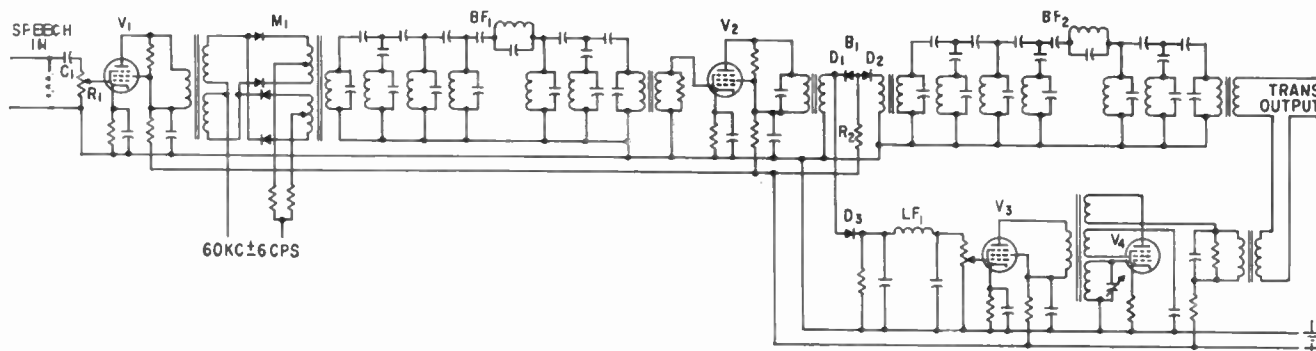 SPEECH
IN
C1
R1
V1
M1
60KC±6CPS
BF1
V2
D1
B1
D2
R2
BF2
TRANS
OUTPUT
D3
LF1
V3
V4